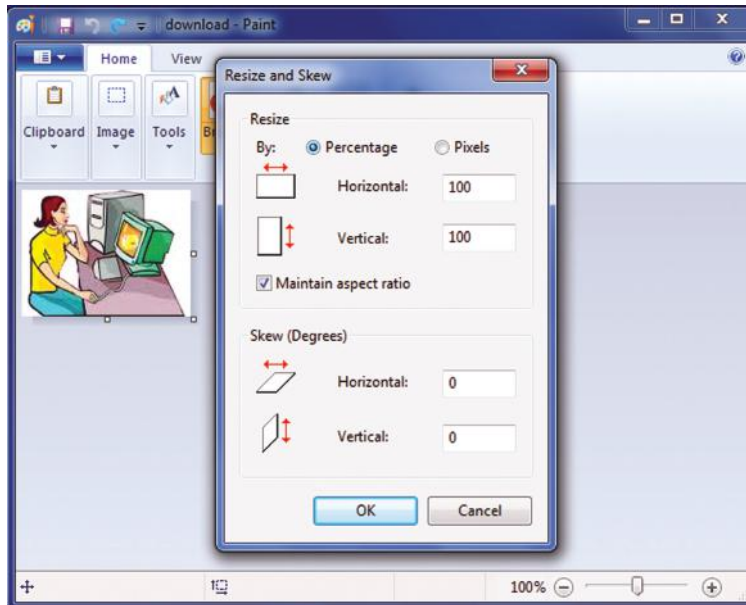 download - Paint
Home View
Resize and Skew
Clipboard Image Tools
Resize
By: Percentage Pixels
Horizontal: 100
Vertical: 100
Maintain aspect ratio
Skew (Degrees)
Horizontal: 0
Vertical: 0
OK Cancel
100%